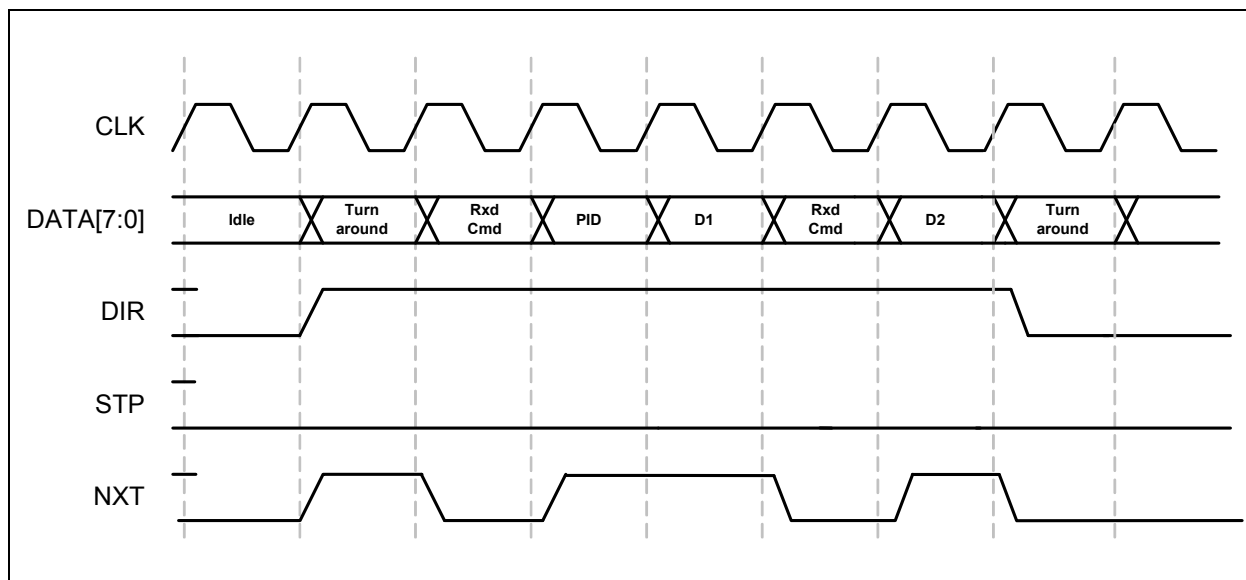 CLK
DATA[7:0]
Idle
Turn
around
Rxd
Cmd
PID
D1
Rxd
Cmd
D2
Turn
around
DIR
STP
NXT